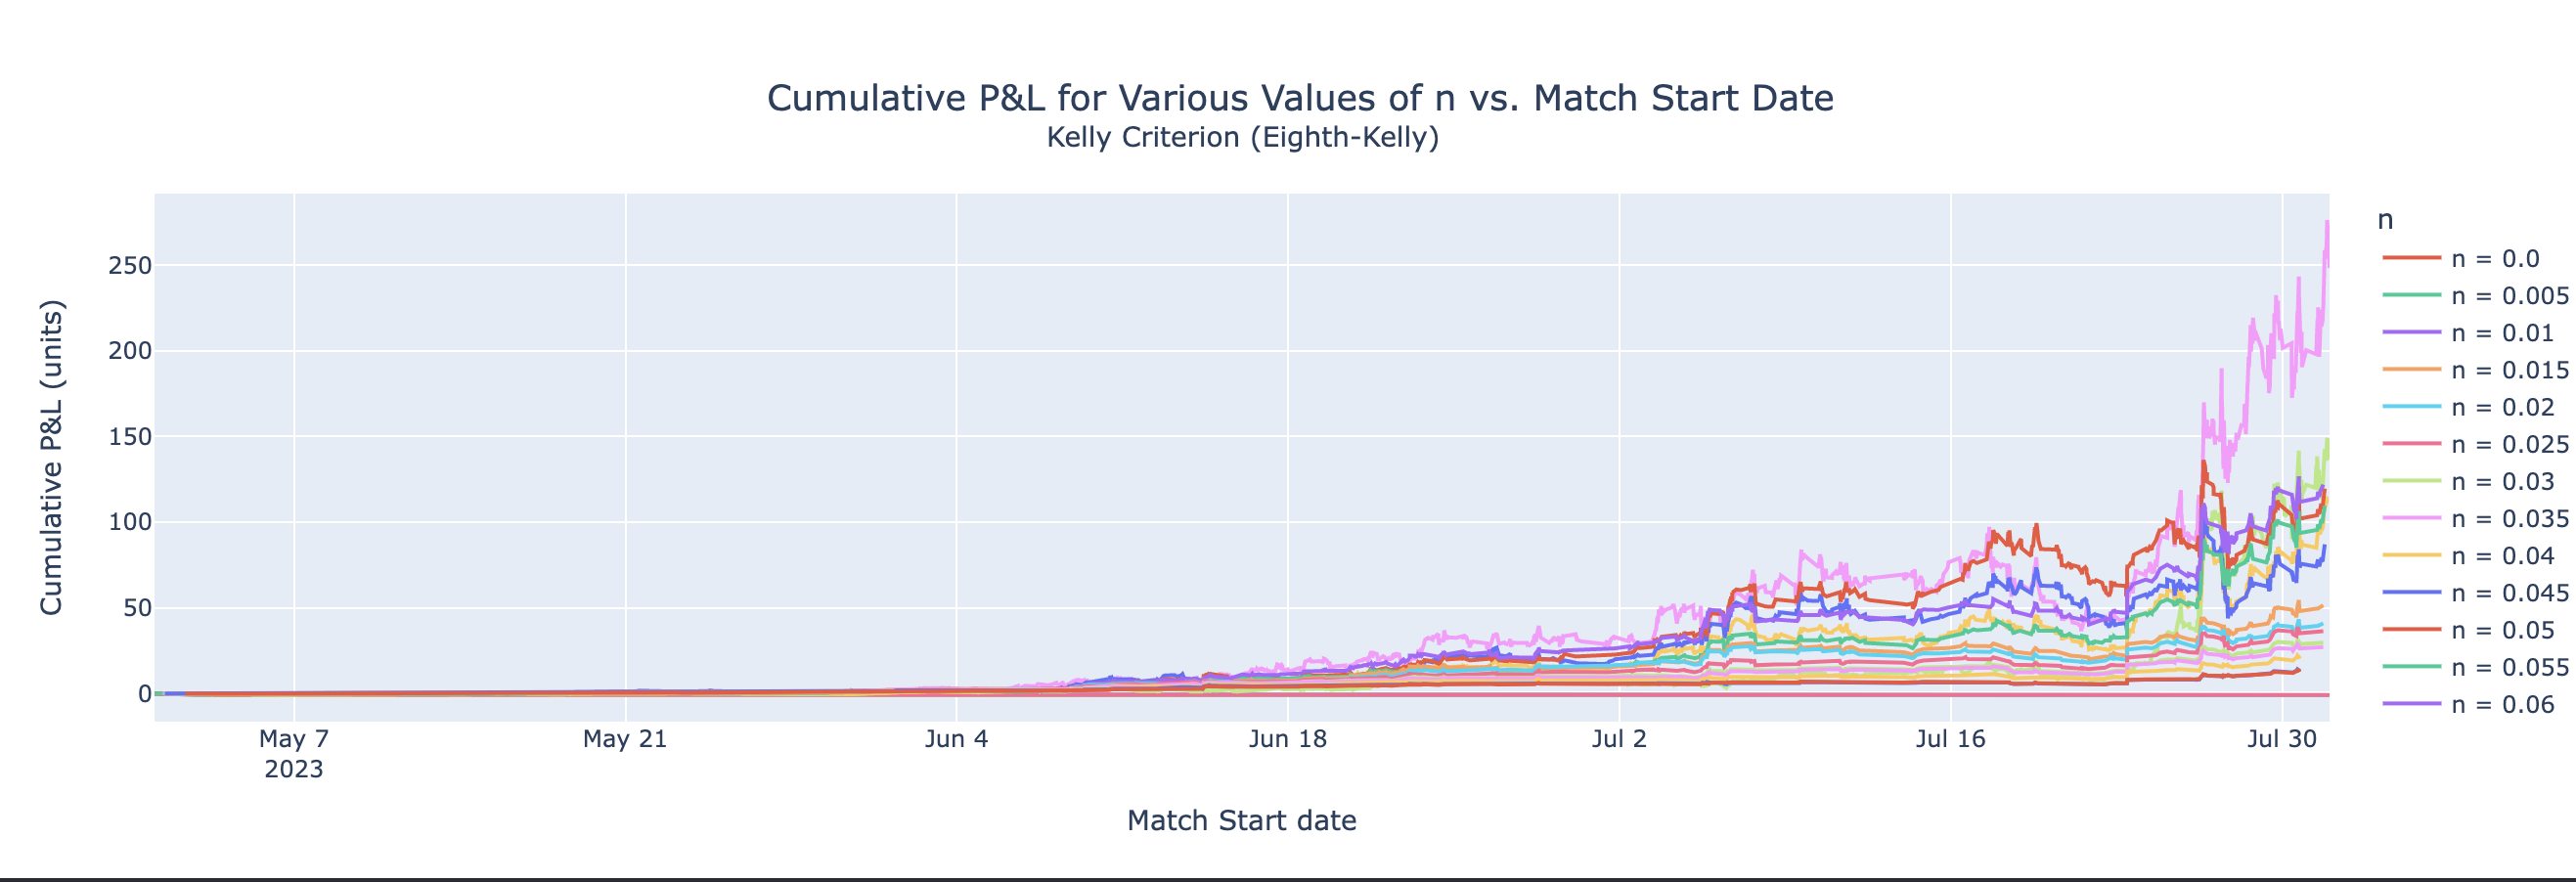 Cumulative P&L for Various Values of n vs. Match Start Date
Kelly Criterion (Eighth-Kelly)
Cumulative P&L (units)
250
200
150
100
50
0
May 7
2023
May 21
Jun 4
Jun 18
Jul 2
Jul 16
Jul 30
Match Start date
n
n = 0.0
n = 0.005
n = 0.01
n = 0.015
n = 0.02
n = 0.025
n = 0.03
n = 0.035
n = 0.04
n = 0.045
n = 0.05
n = 0.055
n = 0.06